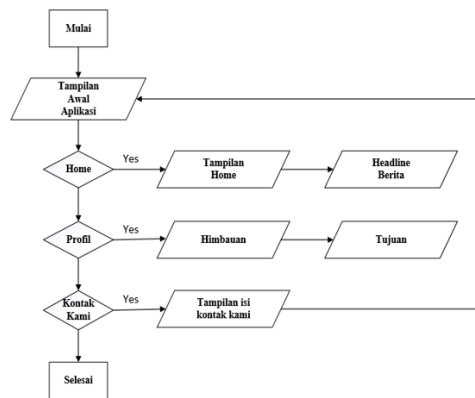 Mulai
Tampilan
Awal
Aplikasi
Home
Yes
Tampilan
Home
Headline
Berita
Profil
Yes
Himbauan
Tujuan
Kontak
Kami
Yes
Tampilan isi
kontak kami
Selesai